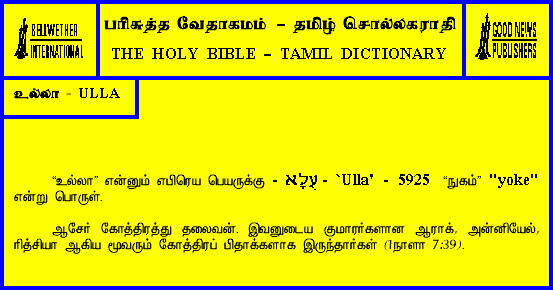 BELLWETHER
INTERNATIONAL
பரிசுத்த வேதாகமம் – தமிழ் சொல்லகராதி
THE HOLY BIBLE – TAMIL DICTIONARY
GOOD NEWS
PUBLISHERS
உல்லா - ULLA
“உல்லா” என்னும் எபிரெய பெயருக்கு - עֻלָּא - `Ulla' - 5925 “நுகம்” "yoke"
என்று பொருள்.
ஆசேர் கோத்திரத்து தலைவன். இவனுடைய குமாரர்களான ஆராக், அன்னியேல்,
ரித்சியா ஆகிய மூவரும் கோத்திரப் பிதாக்களாக இருந்தார்கள் (1நாளா 7:39).